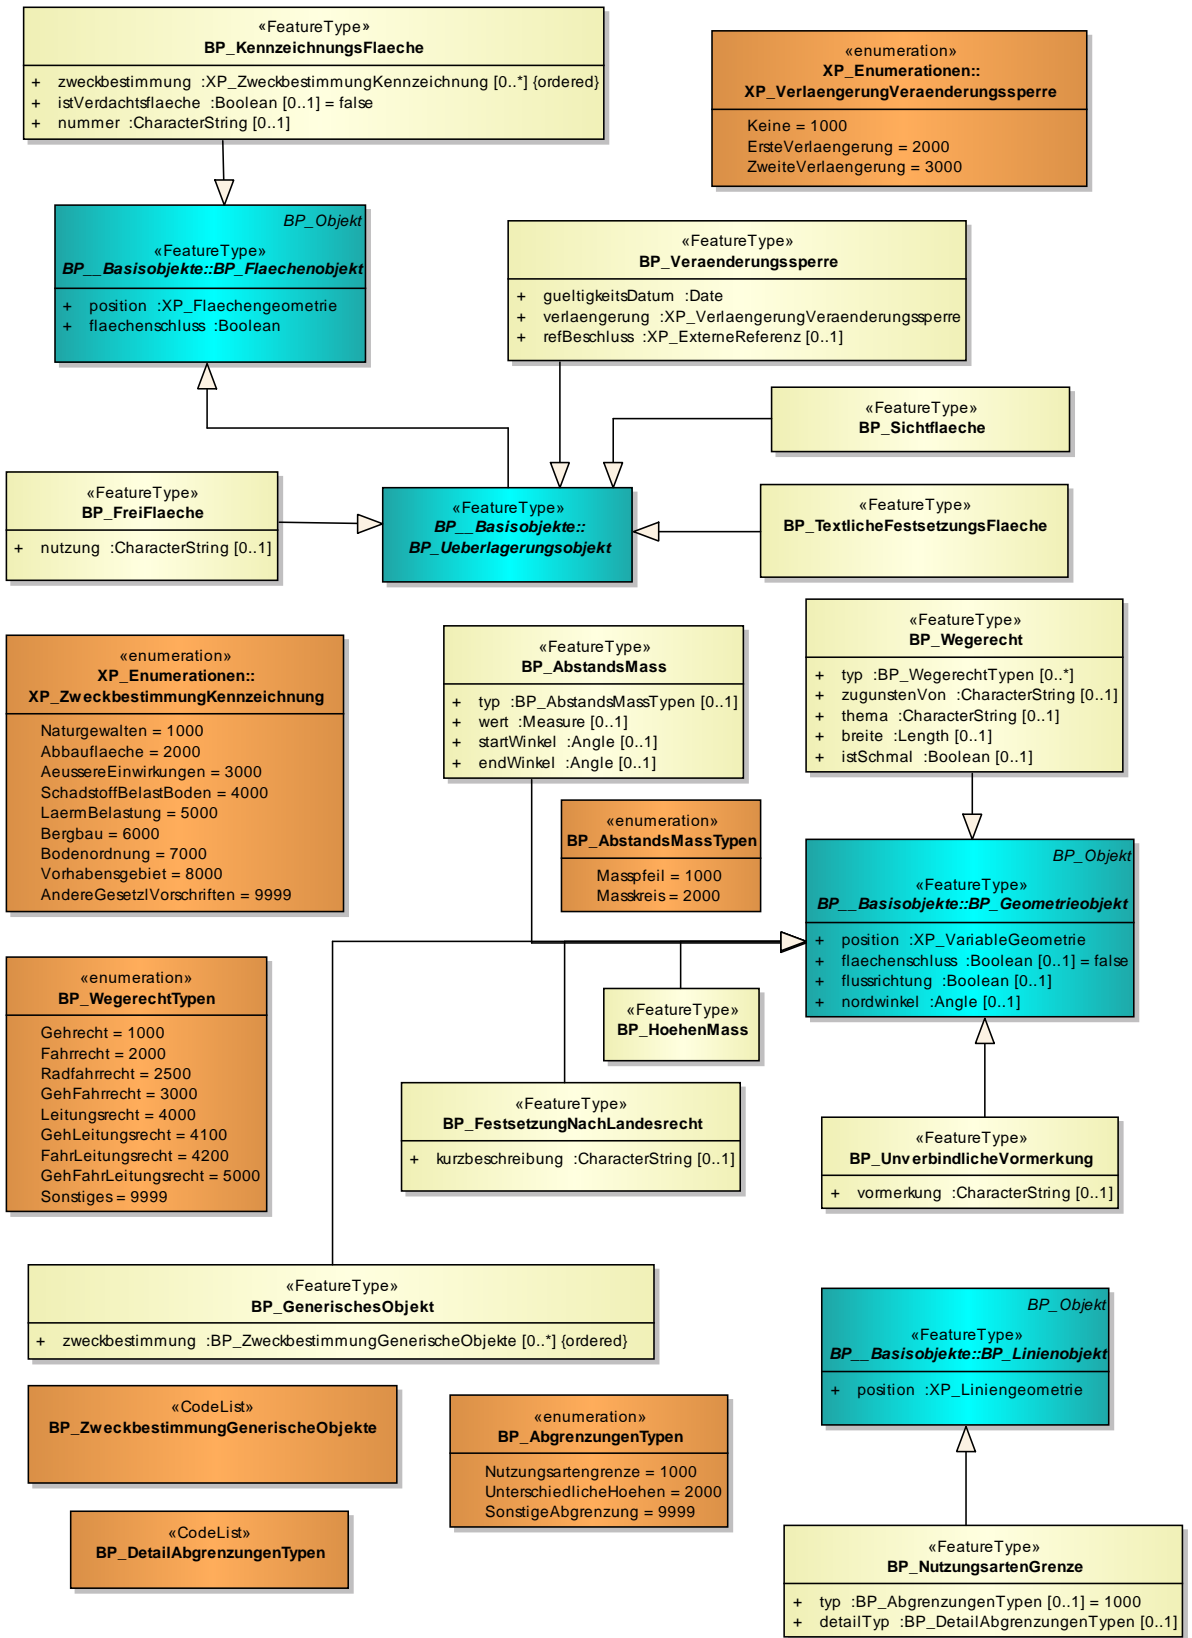 «FeatureType»
BP_KennzeichnungsFlaeche
+ zweckbestimmung :XP_ZweckbestimmungKennzeichnung [0..*] {ordered}
+ istVerdachtsflaeche :Boolean [0..1] = false
+ nummer :CharacterString [0..1]
«enumeration»
XP_Enumerationen::
XP_VerlaengerungVeraenderungssperre
Keine = 1000
ErsteVerlaengerung = 2000
ZweiteVerlaengerung = 3000
BP_Objekt
«FeatureType»
BP__Basisobjekte::BP_Flaechenobjekt
+ position :XP_Flaechengeometrie
+ flaechenschluss :Boolean
«FeatureType»
BP_Veraenderungssperre
+ gueltigkeitsDatum :Date
+ verlaengerung :XP_VerlaengerungVeraenderungssperre
+ refBeschluss :XP_ExterneReferenz [0..1]
«FeatureType»
BP_Sichtflaeche
«FeatureType»
BP_FreiFlaeche
+ nutzung :CharacterString [0..1]
«FeatureType»
BP__Basisobjekte::
BP_Ueberlagerungsobjekt
«FeatureType»
BP_TextlicheFestsetzungsFlaeche
«enumeration»
XP_Enumerationen::
XP_ZweckbestimmungKennzeichnung
Naturgewalten = 1000
Abbauflaeche = 2000
AeussereEinwirkungen = 3000
SchadstoffBelastBoden = 4000
LaermBelastung = 5000
Bergbau = 6000
Bodenordnung = 7000
Vorhabensgebiet = 8000
AndereGesetzlVorschriften = 9999
«FeatureType»
BP_AbstandsMass
+ typ :BP_AbstandsMassTypen [0..1]
+ wert :Measure [0..1]
+ startWinkel :Angle [0..1]
+ endWinkel :Angle [0..1]
«FeatureType»
BP_Wegerecht
+ typ :BP_WegerechtTypen [0..*]
+ zugunstenVon :CharacterString [0..1]
+ thema :CharacterString [0..1]
+ breite :Length [0..1]
+ istSchmal :Boolean [0..1]
«enumeration»
BP_AbstandsMassTypen
Masspfeil = 1000
Masskreis = 2000
BP_Objekt
«FeatureType»
BP__Basisobjekte::BP_Geometrieobjekt
+ position :XP_VariableGeometrie
+ flaechenschluss :Boolean [0..1] = false
+ flussrichtung :Boolean [0..1]
+ nordwinkel :Angle [0..1]
«enumeration»
BP_WegerechtTypen
Gehrecht = 1000
Fahrrecht = 2000
Radfahrrecht = 2500
GehFahrrecht = 3000
Leitungsrecht = 4000
GehLeitungsrecht = 4100
FahrLeitungsrecht = 4200
GehFahrLeitungsrecht = 5000
Sonstiges = 9999
«FeatureType»
BP_HoehenMass
«FeatureType»
BP_FestsetzungNachLandesrecht
+ kurzbeschreibung :CharacterString [0..1]
«FeatureType»
BP_UnverbindlicheVormerkung
+ vormerkung :CharacterString [0..1]
«FeatureType»
BP_GenerischesObjekt
+ zweckbestimmung :BP_ZweckbestimmungGenerischeObjekte [0..*] {ordered}
BP_Objekt
«FeatureType»
BP__Basisobjekte::BP_Linienobjekt
+ position :XP_Liniengeometrie
«CodeList»
BP_ZweckbestimmungGenerischeObjekte
«enumeration»
BP_AbgrenzungenTypen
Nutzungsartengrenze = 1000
UnterschiedlicheHoehen = 2000
SonstigeAbgrenzung = 9999
«CodeList»
BP_DetailAbgrenzungenTypen
«FeatureType»
BP_NutzungsartenGrenze
+ typ :BP_AbgrenzungenTypen [0..1] = 1000
+ detailTyp :BP_DetailAbgrenzungenTypen [0..1]